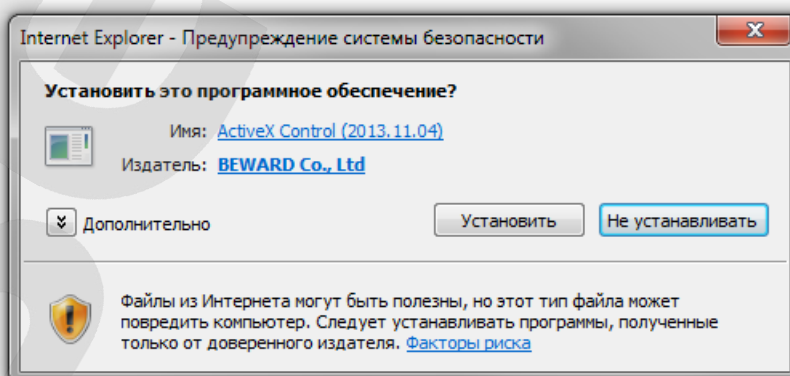 Internet Explorer - Предупреждение системы безопасности
Установить это программное обеспечение?
Имя: ActiveX Control (2013.11.04)
Издатель: BEWARD Co., Ltd
Дополнительно
Установить
Не устанавливать
Файлы из Интернета могут быть полезны, но этот тип файла может
повредить компьютер. Следует устанавливать программы, полученные
только от доверенного издателя. Факторы риска